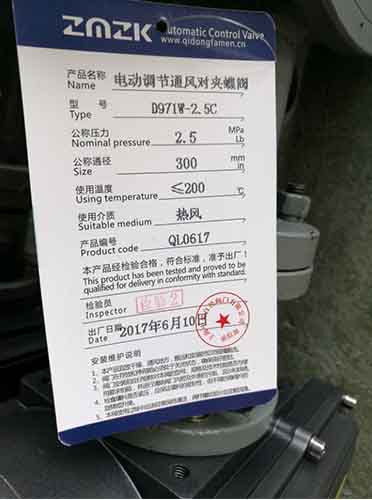 ZMZK
Automatic Control Valve
www.qidongfamen.cn
产品名称 电动调节通风对夹蝶阀
Name
型 号 D971W-2.5C
Type
公称压力 2.5 MPa
Nominal pressure Lb
公称通径 300 mm
Size in
使用温度 ≤200 ℃
Using temperature
使用介质 热风
Suitable medium
产品编号 QL0617
Product code
本产品经检验合格，符合标准，准予出厂！
This product has been tested and proved to be
qualified for delivery in conformity with standard.
检验员 检验2
Inspector
出厂日期 2017年6月10日
Date
安装维护说明：